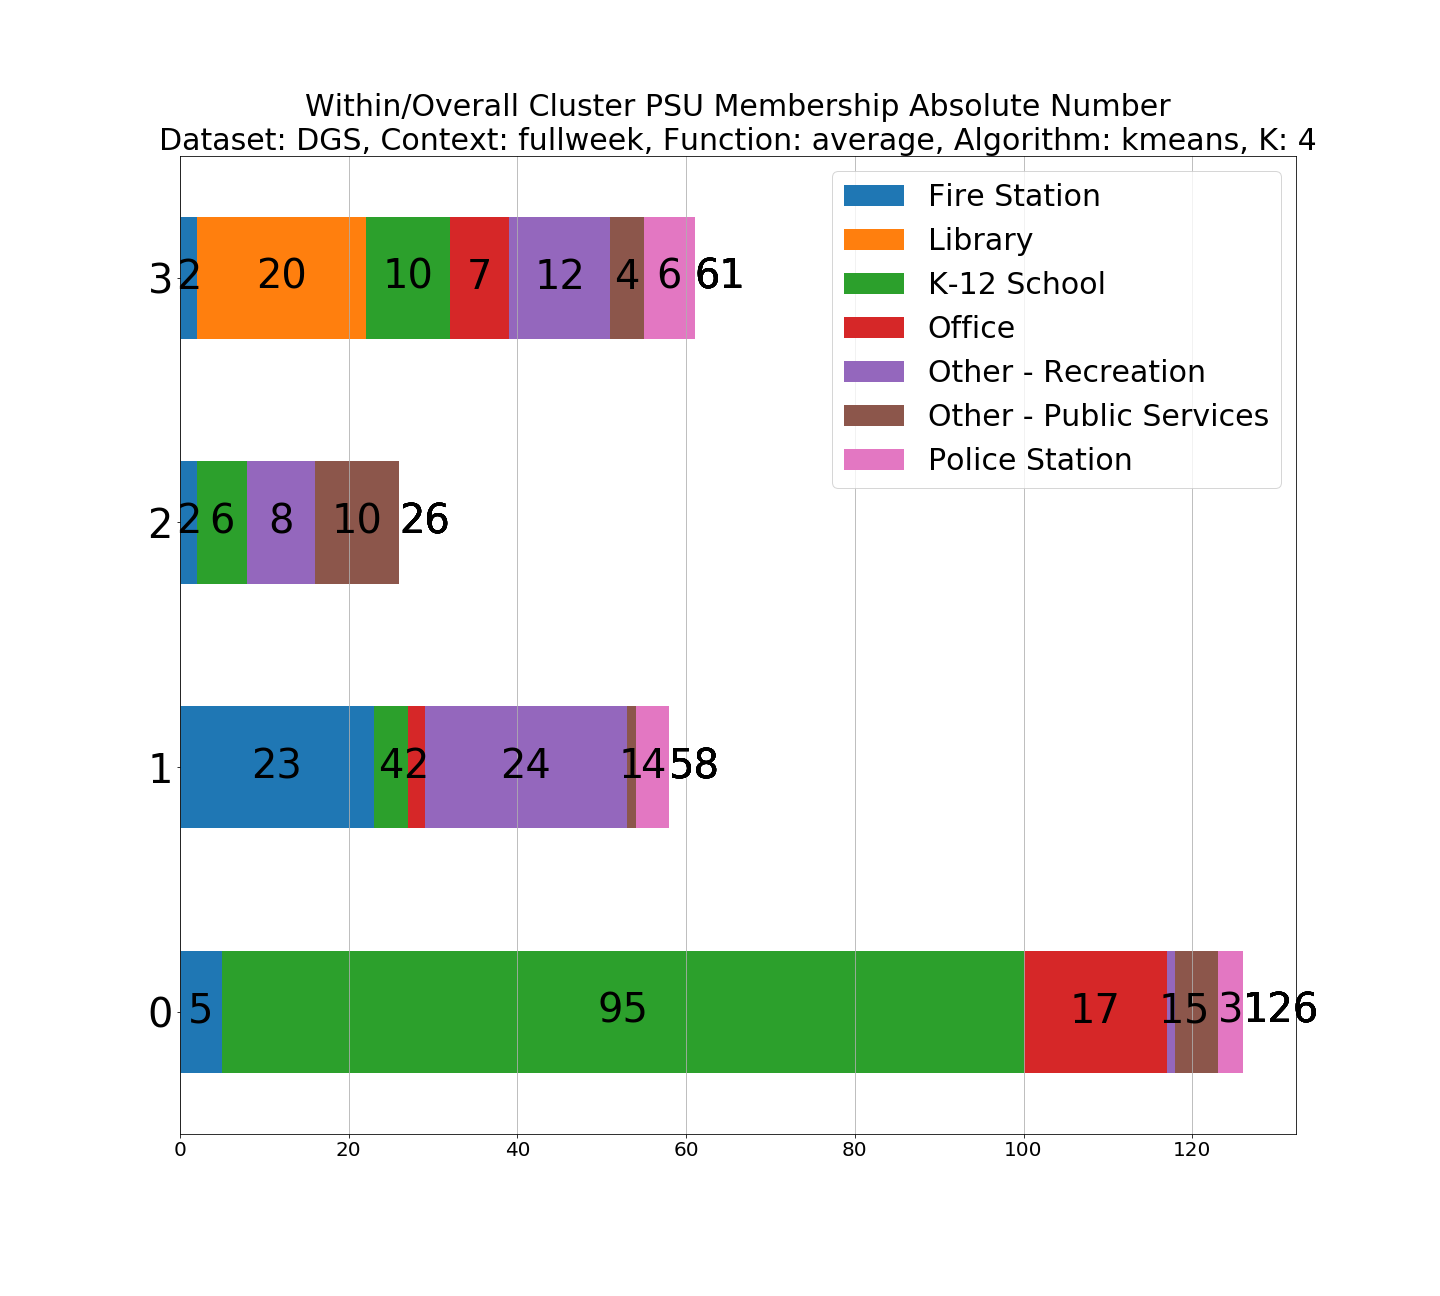 Within/Overall Cluster PSU Membership Absolute Number
Dataset: DGS, Context: fullweek, Function: average, Algorithm: kmeans, K: 4
Fire Station
Library
K-12 School
Office
Other - Recreation
Other - Public Services
Police Station
3 2 20 10 7 12 4 6 61
2 2 6 8 10 26
1 23 4 2 24 1 4 58
0 5 95 17 1 5 3 126
0 20 40 60 80 100 120